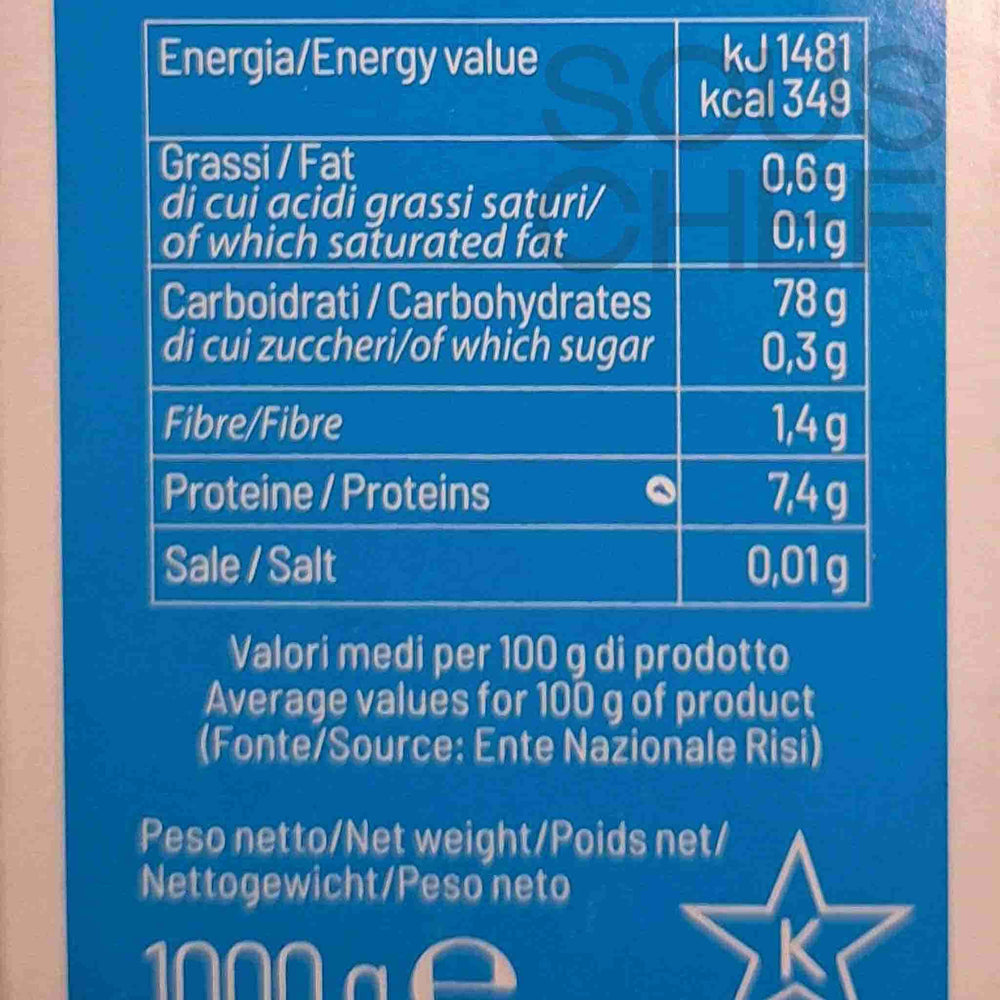 Energia/Energy value
kJ 1481
kcal 349
Grassi / Fat
0,6 g
di cui acidi grassi saturi/
of which saturated fat
0,1 g
Carboidrati / Carbohydrates
78 g
di cui zuccheri/of which sugar
0,3 g
Fibre/Fibre
1,4 g
Proteine / Proteins
7,4 g
Sale / Salt
0,01 g
Valori medi per 100 g di prodotto
Average values for 100 g of product
(Fonte/Source: Ente Nazionale Risi)
Peso netto/Net weight/Poids net/
Nettogewicht/Peso neto
1000 g e
K
SOUS
CHEF